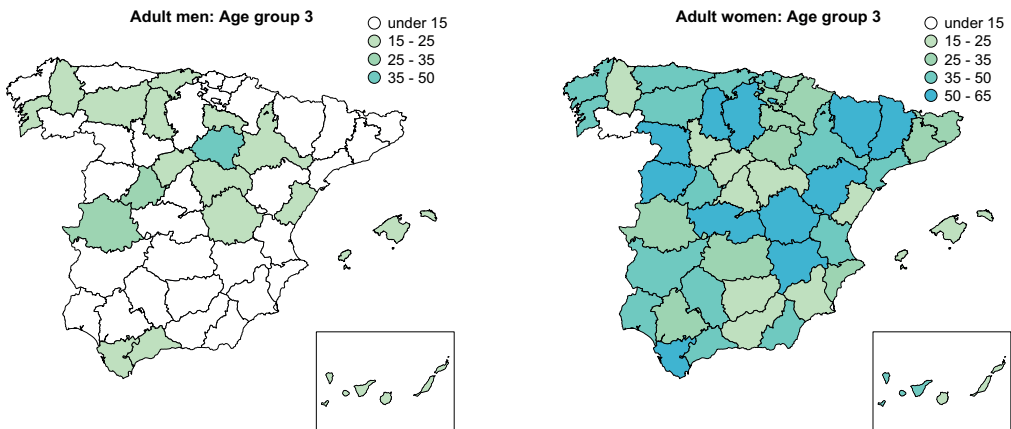 Adult men: Age group 3
under 15
15 - 25
25 - 35
35 - 50
Adult women: Age group 3
under 15
15 - 25
25 - 35
35 - 50
50 - 65